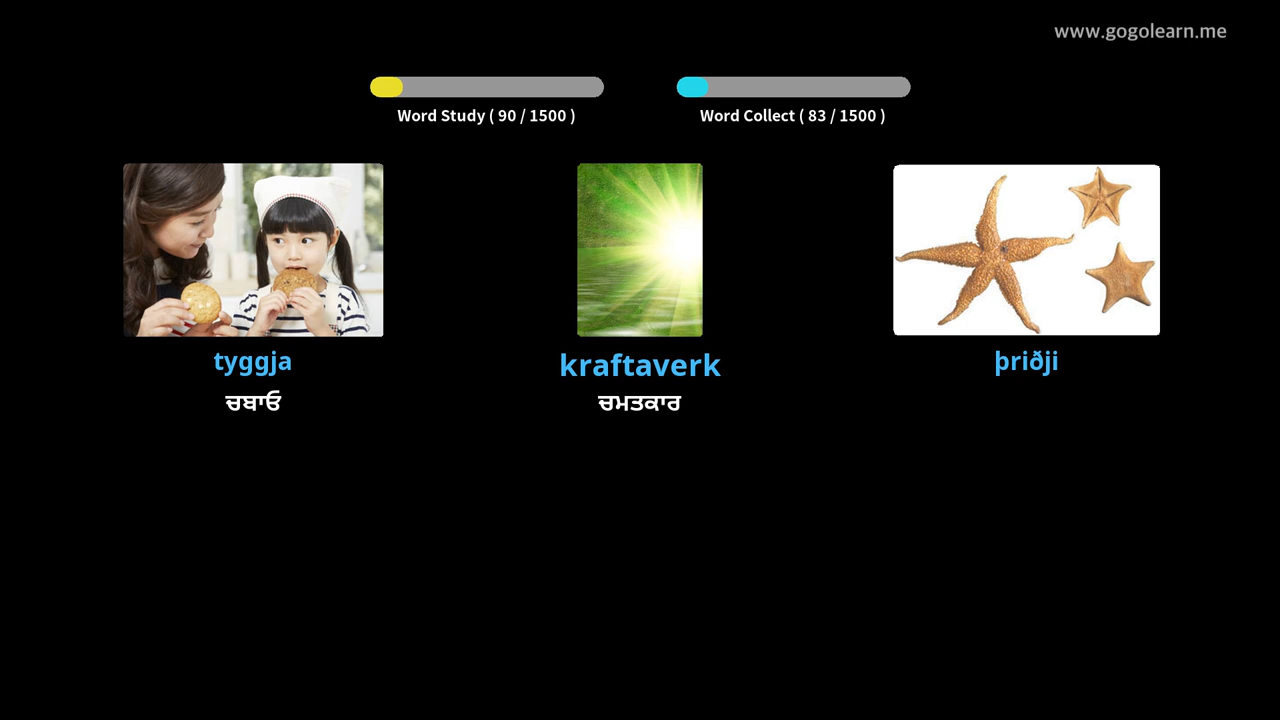 www.gogolearn.me
Word Study ( 90 / 1500 )
Word Collect ( 83 / 1500 )
tyggja
ਚਬਾਓ
kraftaverk
ਚਮਤਕਾਰ
þriðji